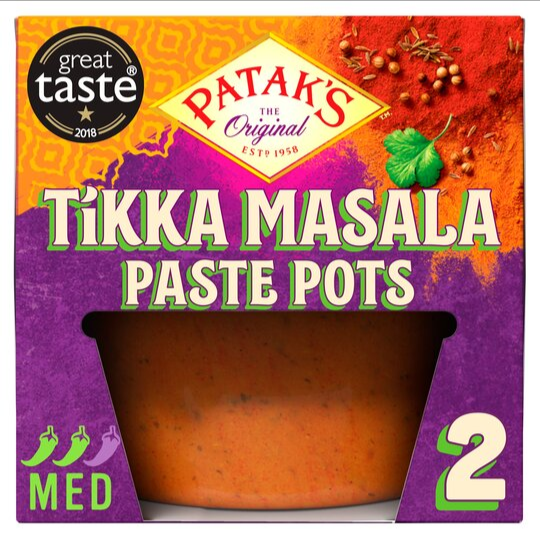 great
taste®
2018
PATAK'S
THE
Original
ESTD 1958
TM
TIKKA MASALA
PASTE POTS
MED
2